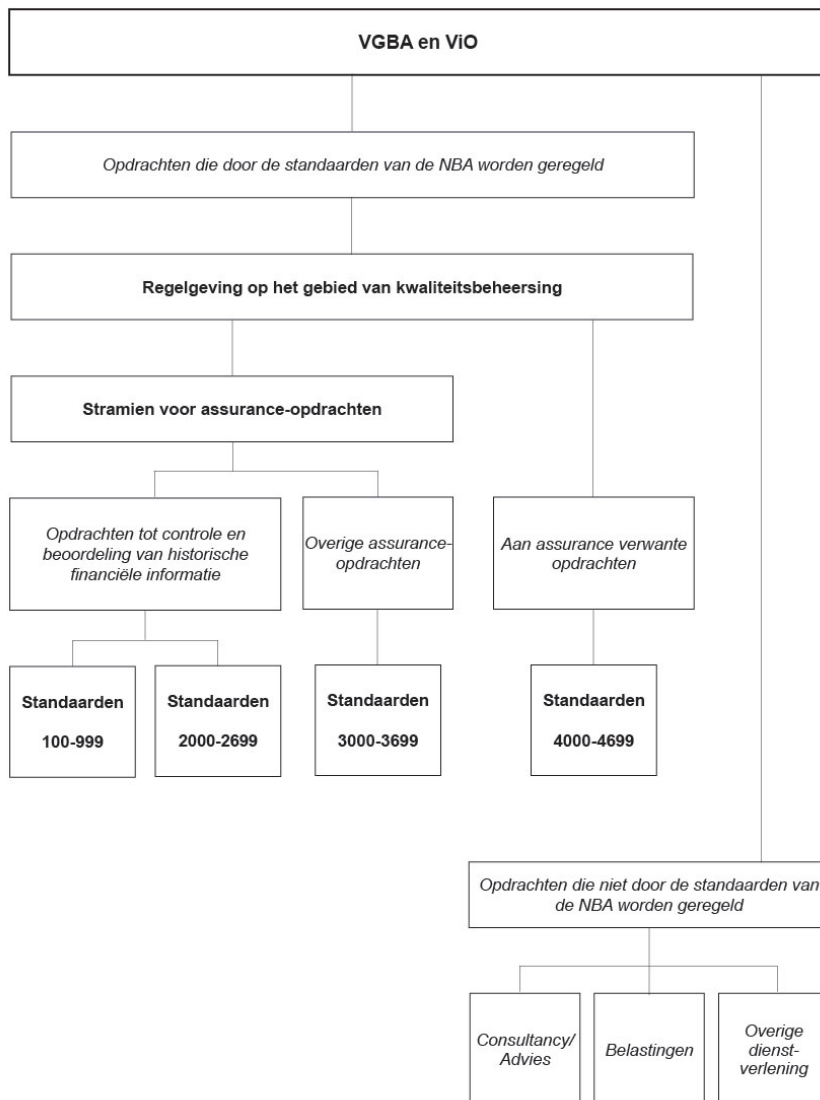 VGBA en ViO
Opdrachten die door de standaarden van de NBA worden geregeld
Regelgeving op het gebied van kwaliteitsbeheersing
Stramien voor assurance-opdrachten
Opdrachten tot controle en
beoordeling van historische
financiële informatie
Overige assurance-
opdrachten
Aan assurance verwante
opdrachten
Standaarden
100-999
Standaarden
2000-2699
Standaarden
3000-3699
Standaarden
4000-4699
Opdrachten die niet door de standaarden van
de NBA worden geregeld
Consultancy/
Advies
Belastingen
Overige
dienst-
verlening